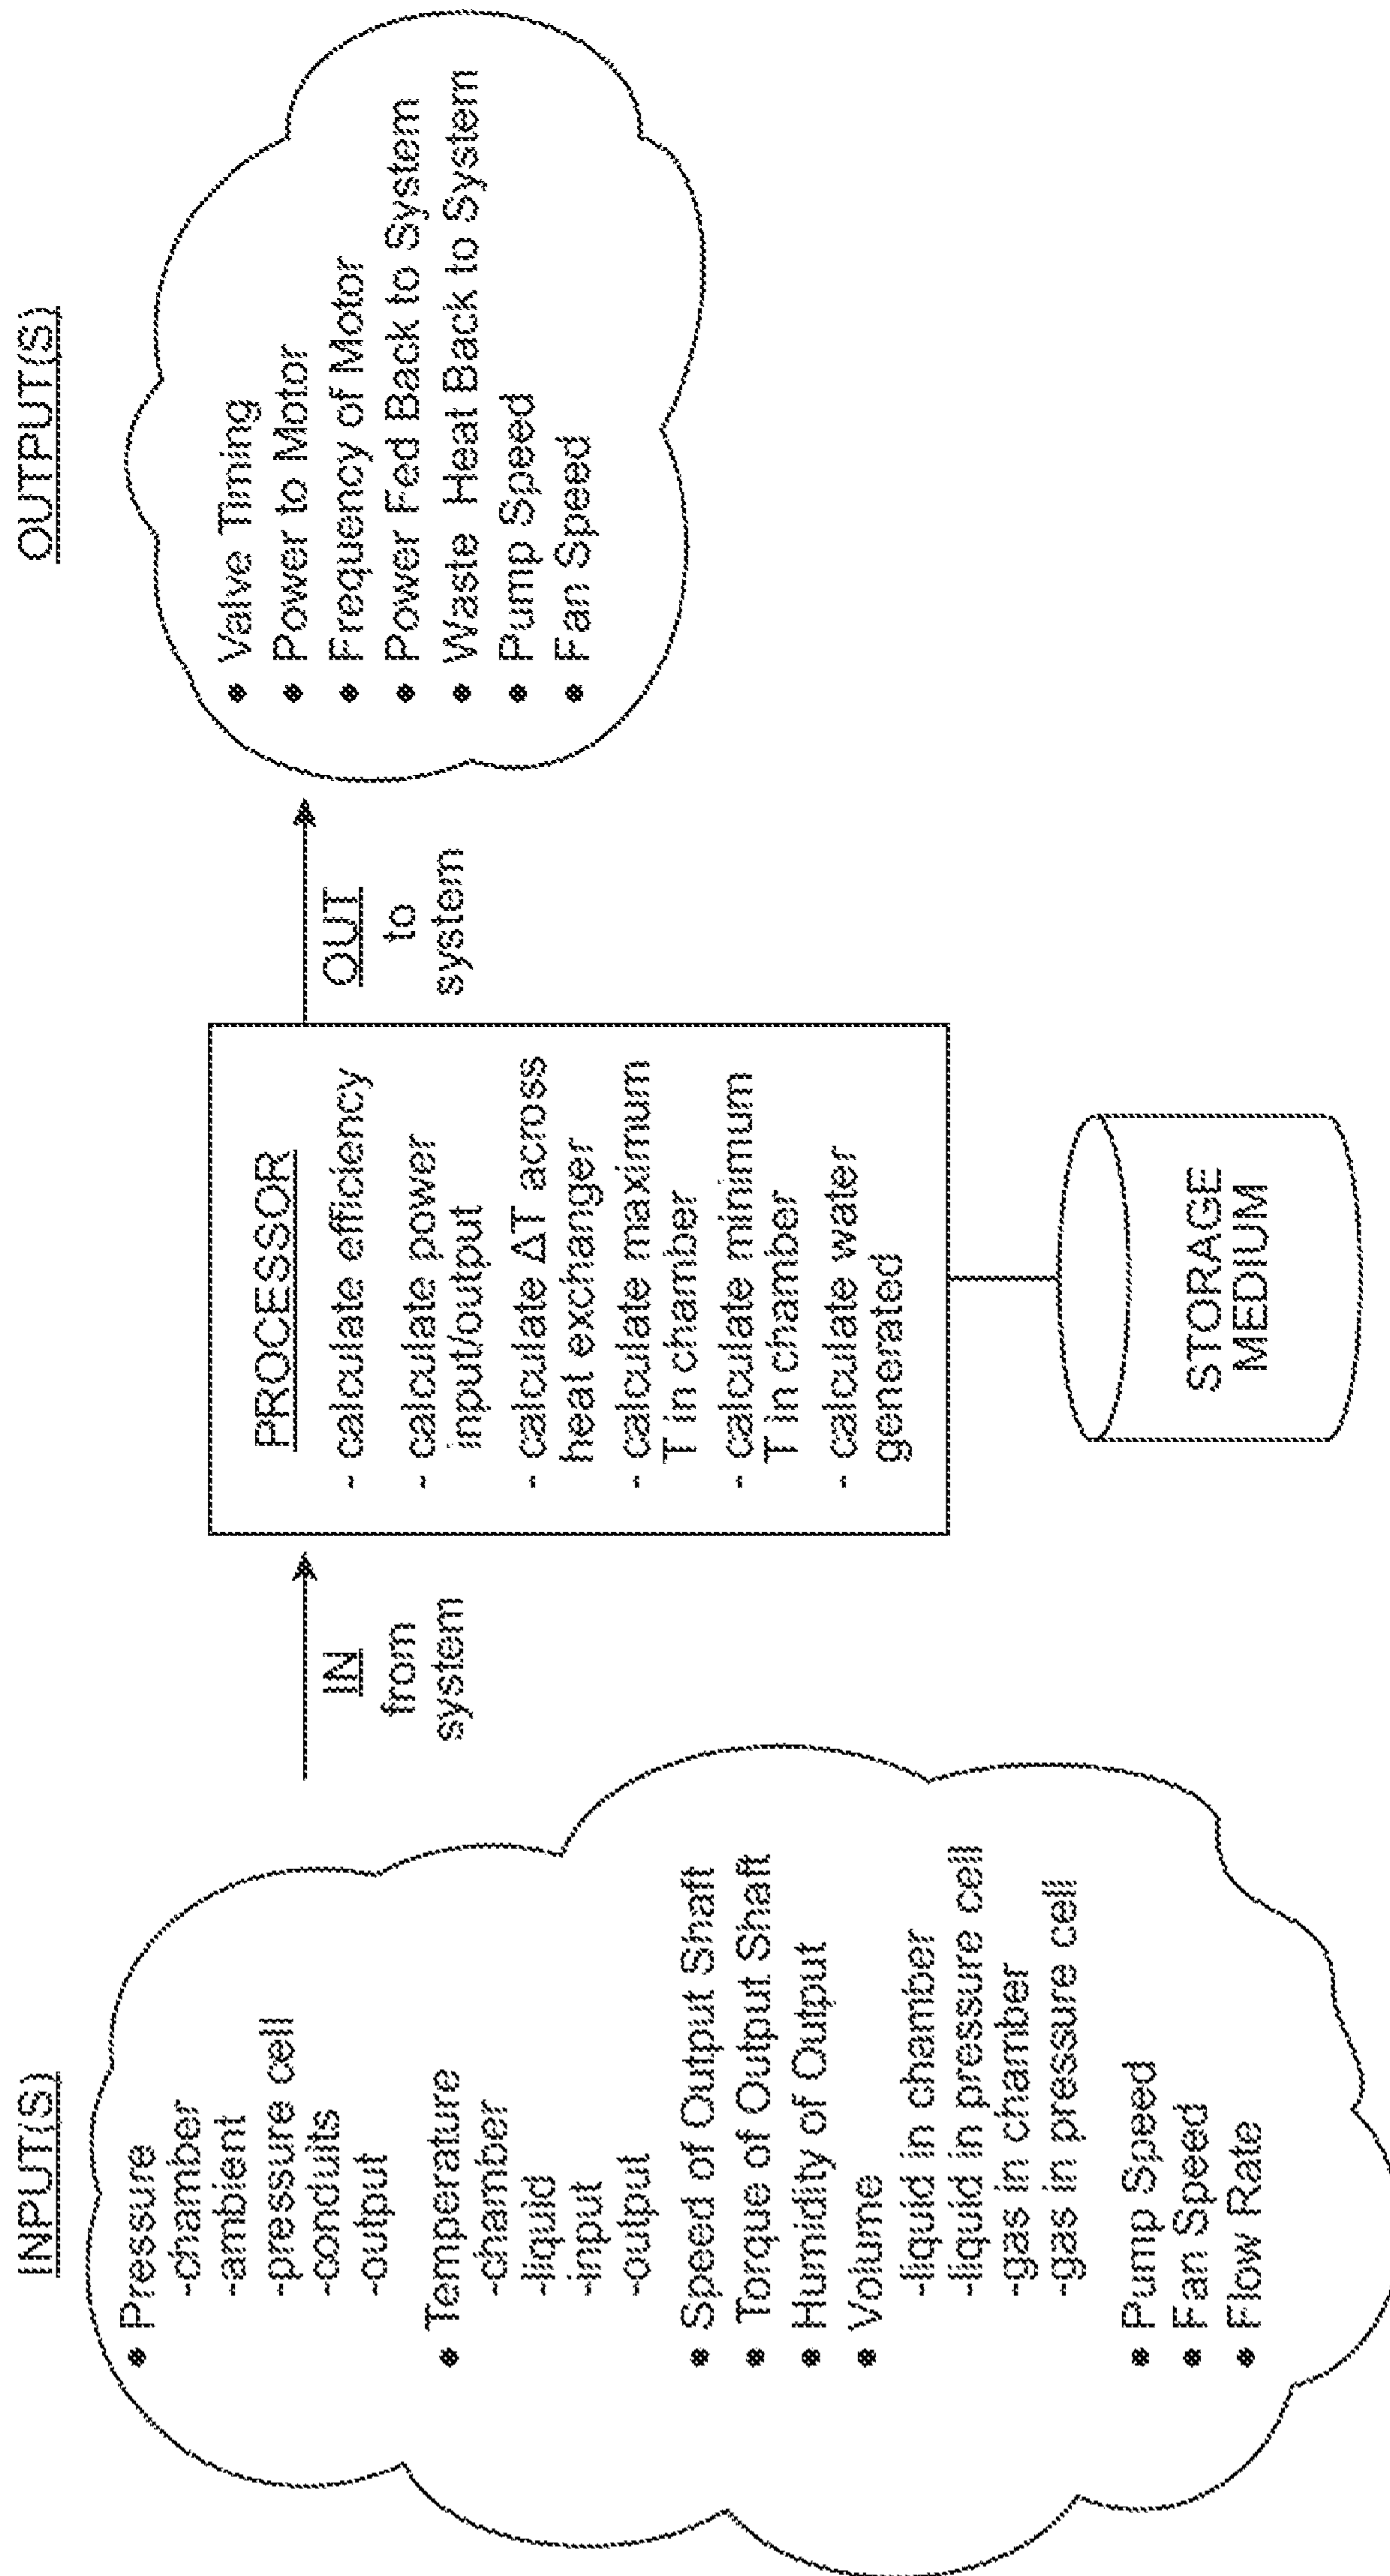 INPUT(S)
● Pressure
-chamber
-ambient
-pressure cell
-conduits
-output
● Temperature
-chamber
-liquid
-input
-output
● Speed of Output Shaft
● Torque of Output Shaft
● Humidity of Output
● Volume
-liquid in chamber
-liquid in pressure cell
-gas in chamber
-gas in pressure cell
● Pump Speed
● Fan Speed
● Flow Rate
IN
from
system
PROCESSOR
- calculate efficiency
- calculate power
input/output
- calculate ΔT across
heat exchanger
- calculate maximum
T in chamber
- calculate minimum
T in chamber
- calculate water
generated
STORAGE
MEDIUM
OUT
to
system
OUTPUT(S)
● Valve Timing
● Power to Motor
● Frequency of Motor
● Power Fed Back to System
● Waste Heat Back to System
● Pump Speed
● Fan Speed